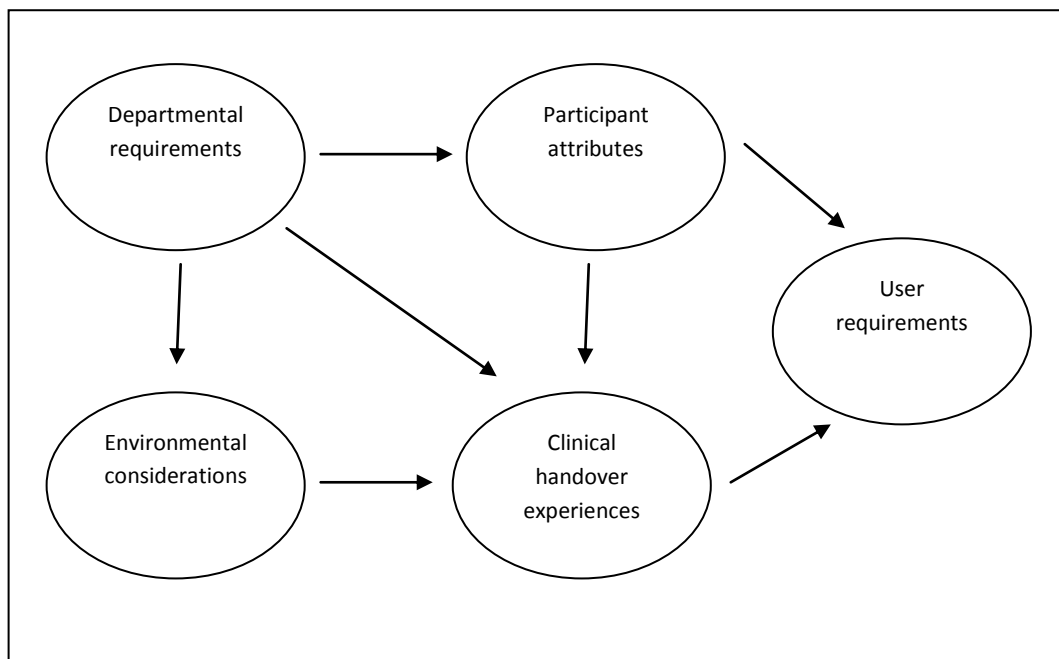 Departmental
requirements
Participant
attributes
User
requirements
Environmental
considerations
Clinical
handover
experiences